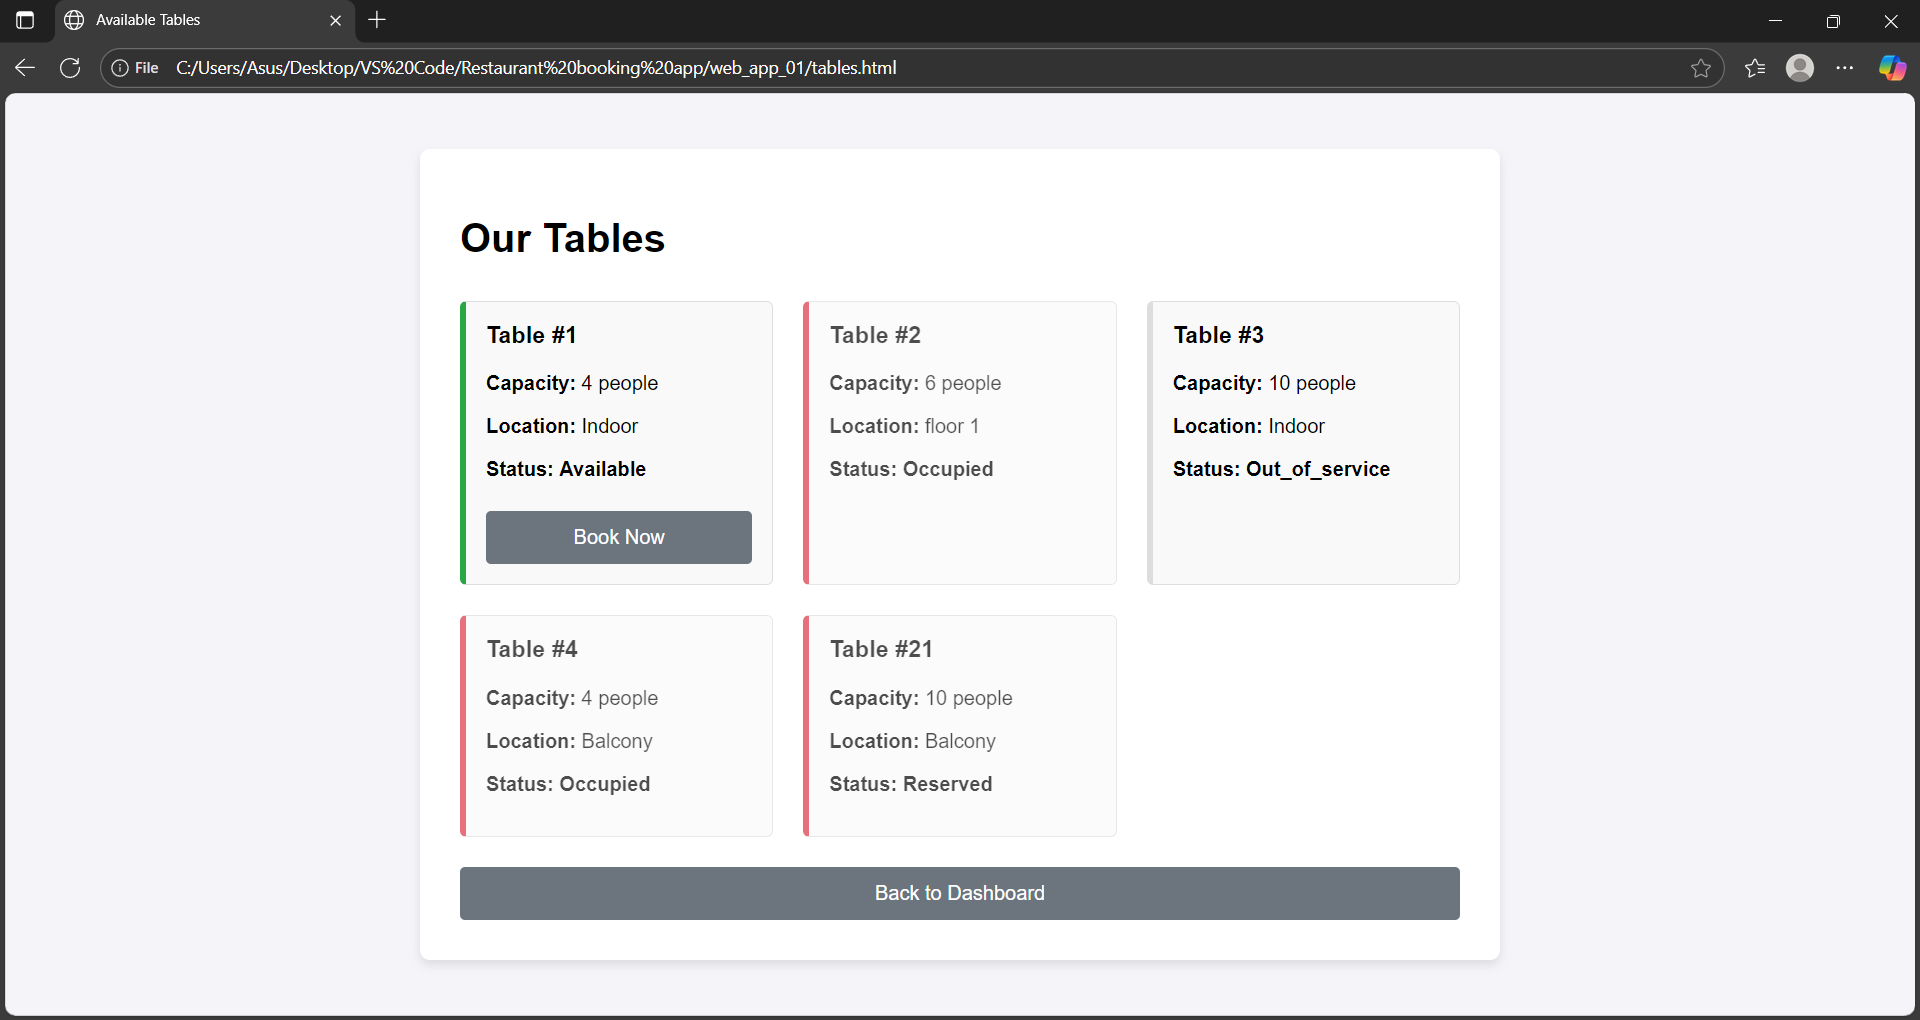 Available Tables
File C:/Users/Asus/Desktop/VS%20Code/Restaurant%20booking%20app/web_app_01/tables.html
Our Tables
Table #1
Capacity: 4 people
Location: Indoor
Status: Available
Book Now
Table #2
Capacity: 6 people
Location: floor 1
Status: Occupied
Table #3
Capacity: 10 people
Location: Indoor
Status: Out_of_service
Table #4
Capacity: 4 people
Location: Balcony
Status: Occupied
Table #21
Capacity: 10 people
Location: Balcony
Status: Reserved
Back to Dashboard